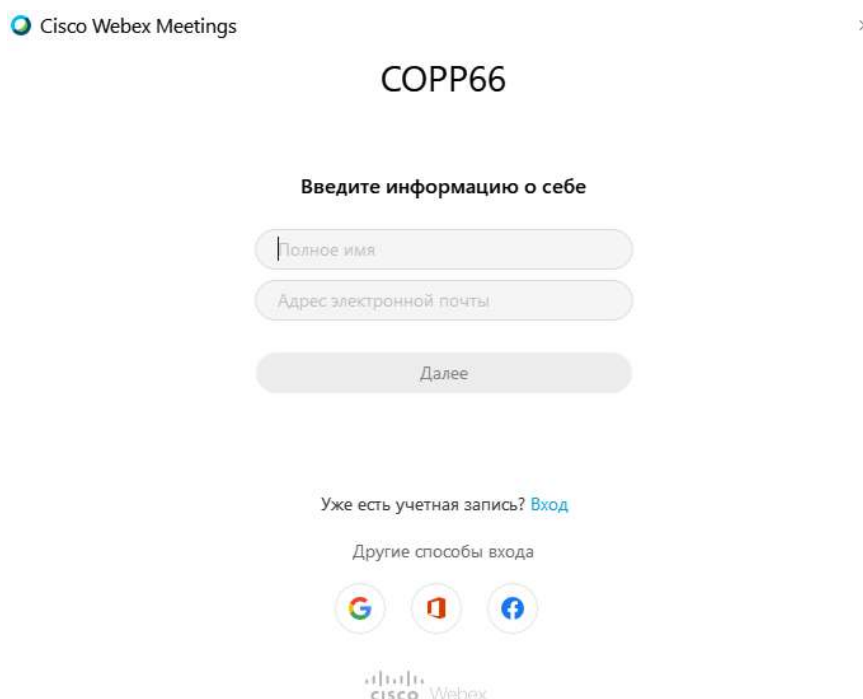 Cisco Webex Meetings
COPP66
Введите информацию о себе
Полное имя
Адрес электронной почты
Далее
Уже есть учетная запись? Вход
Другие способы входа
cisco Webex